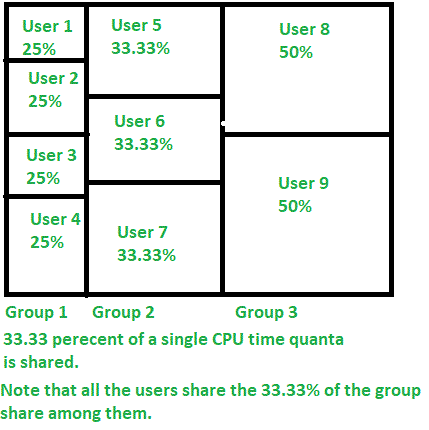 User 1
25%
User 2
25%
User 3
25%
User 4
25%
User 5
33.33%
User 6
33.33%
User 7
33.33%
User 8
50%
User 9
50%
Group 1
Group 2
Group 3
33.33 perecent of a single CPU time quanta
is shared.
Note that all the users share the 33.33% of the group
share among them.